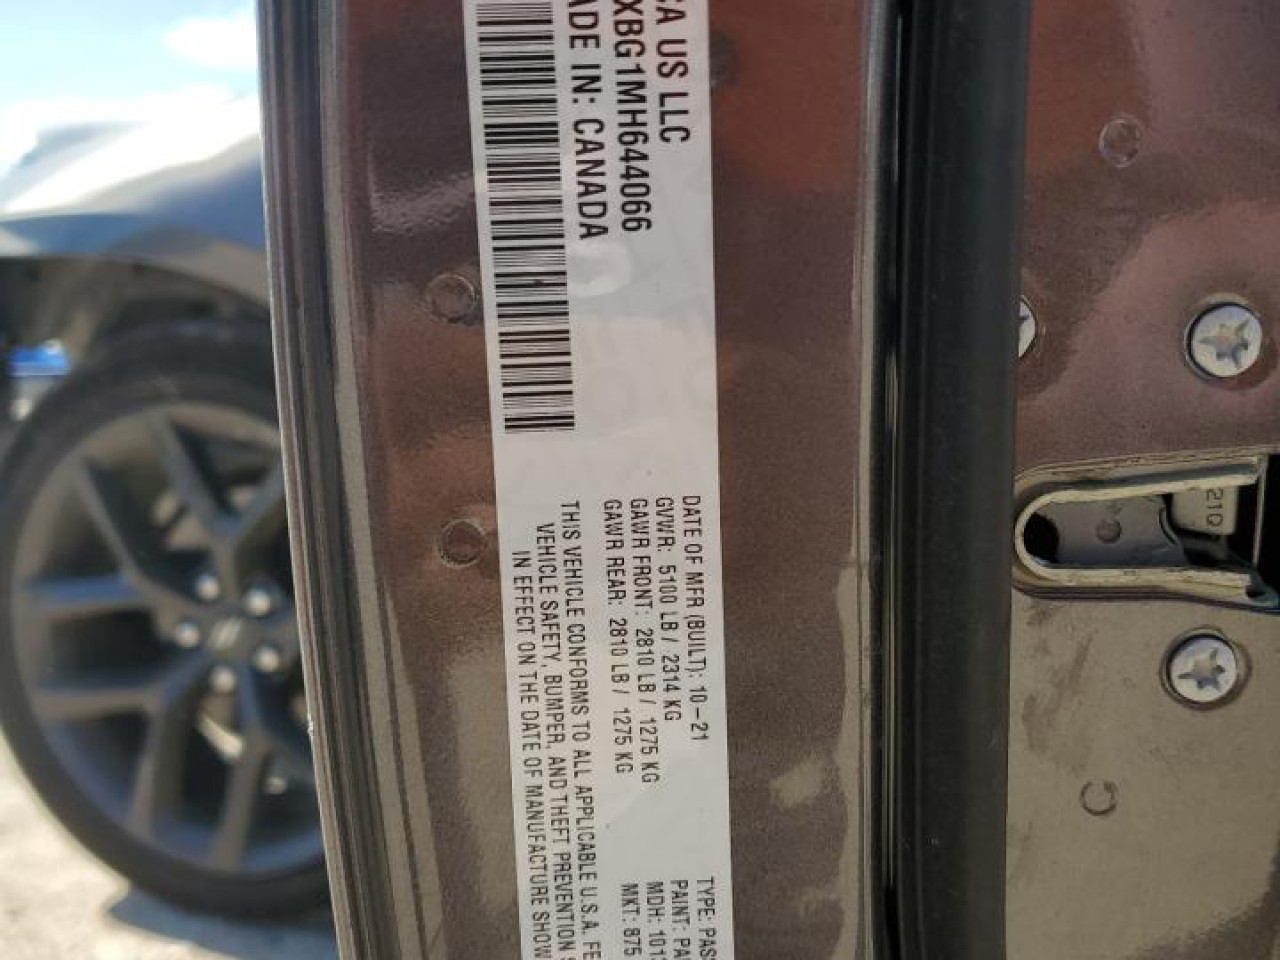 CA US LLC
XBG1MH644066
ADE IN: CANADA
DATE OF MFR (BUILT): 10-21
GVWR: 5100 LB / 2314 KG
GAWR FRONT: 2810 LB / 1275 KG
GAWR REAR: 2810 LB / 1275 KG
THIS VEHICLE CONFORMS TO ALL APPLICABLE U.S.A. FE
VEHICLE SAFETY, BUMPER, AND THEFT PREVENTION S
IN EFFECT ON THE DATE OF MANUFACTURE SHOW
TYPE: PAS
PAINT: PA
MDH: 101
MKT: 875
21Q